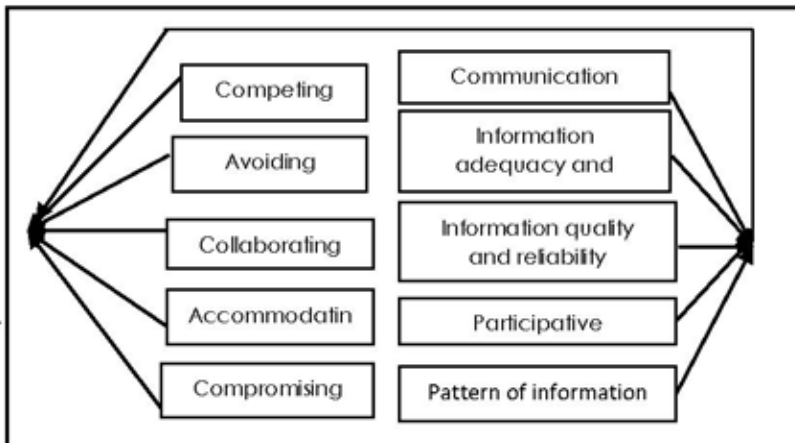 Competing
Avoiding
Collaborating
Accommodatin
Compromising
Communication
Information
adequacy and
Information quality
and reliability
Participative
Pattern of information